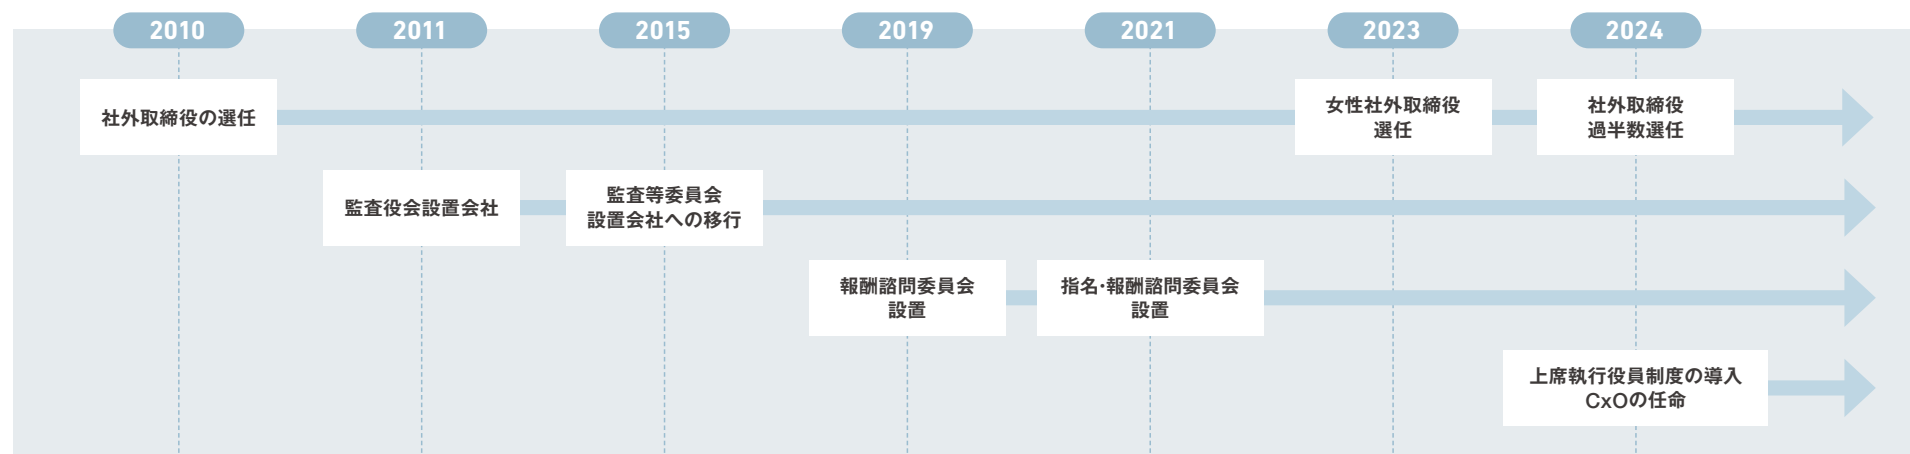 2010
2011
2015
2019
2021
2023
2024
社外取締役の選任
女性社外取締役
選任
社外取締役
過半数選任
監査役会設置会社
監査等委員会
設置会社への移行
報酬諮問委員会
設置
指名・報酬諮問委員会
設置
上席執行役員制度の導入
CxOの任命